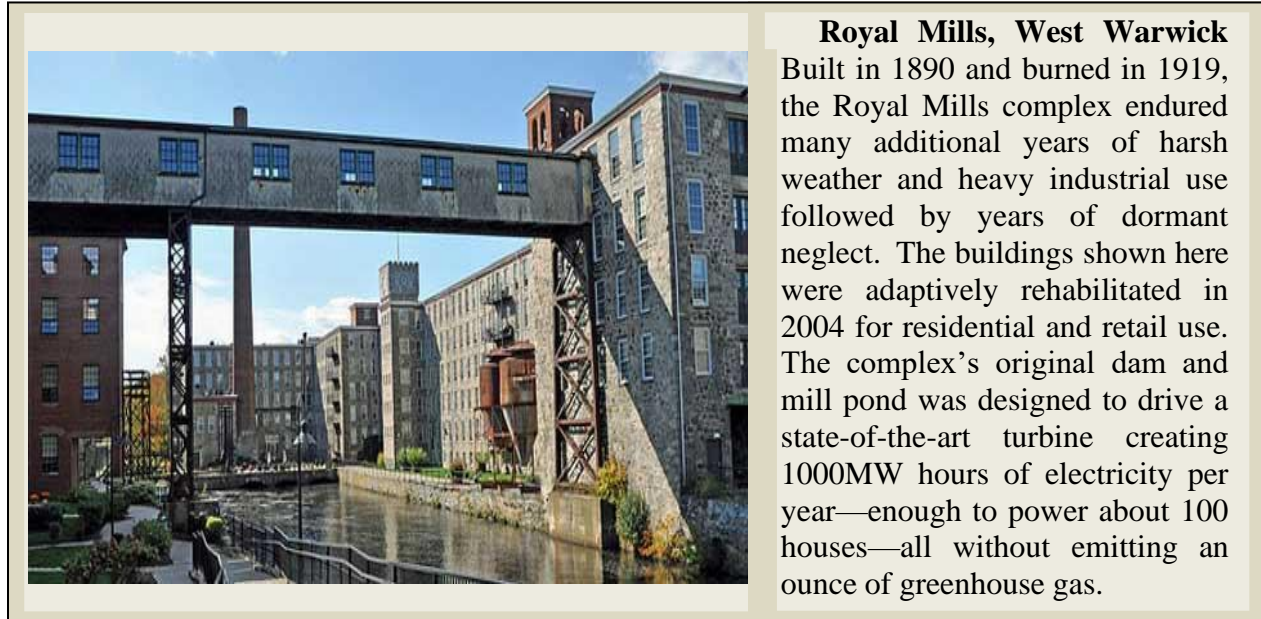 Royal Mills, West Warwick
Built in 1890 and burned in 1919,
the Royal Mills complex endured
many additional years of harsh
weather and heavy industrial use
followed by years of dormant
neglect. The buildings shown here
were adaptively rehabilitated in
2004 for residential and retail use.
The complex’s original dam and
mill pond was designed to drive a
state-of-the-art turbine creating
1000MW hours of electricity per
year—enough to power about 100
houses—all without emitting an
ounce of greenhouse gas.